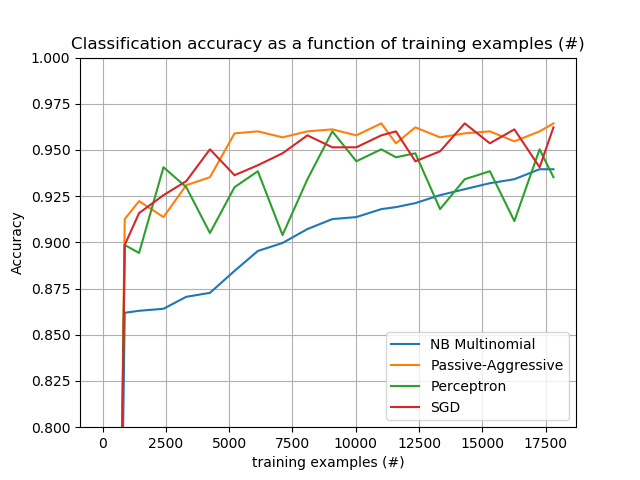 Classification accuracy as a function of training examples (#)
1.000
0.975
0.950
0.925
0.900
0.875
0.850
0.825
0.800
Accuracy
NB Multinomial
Passive-Aggressive
Perceptron
SGD
0 2500 5000 7500 10000 12500 15000 17500
training examples (#)